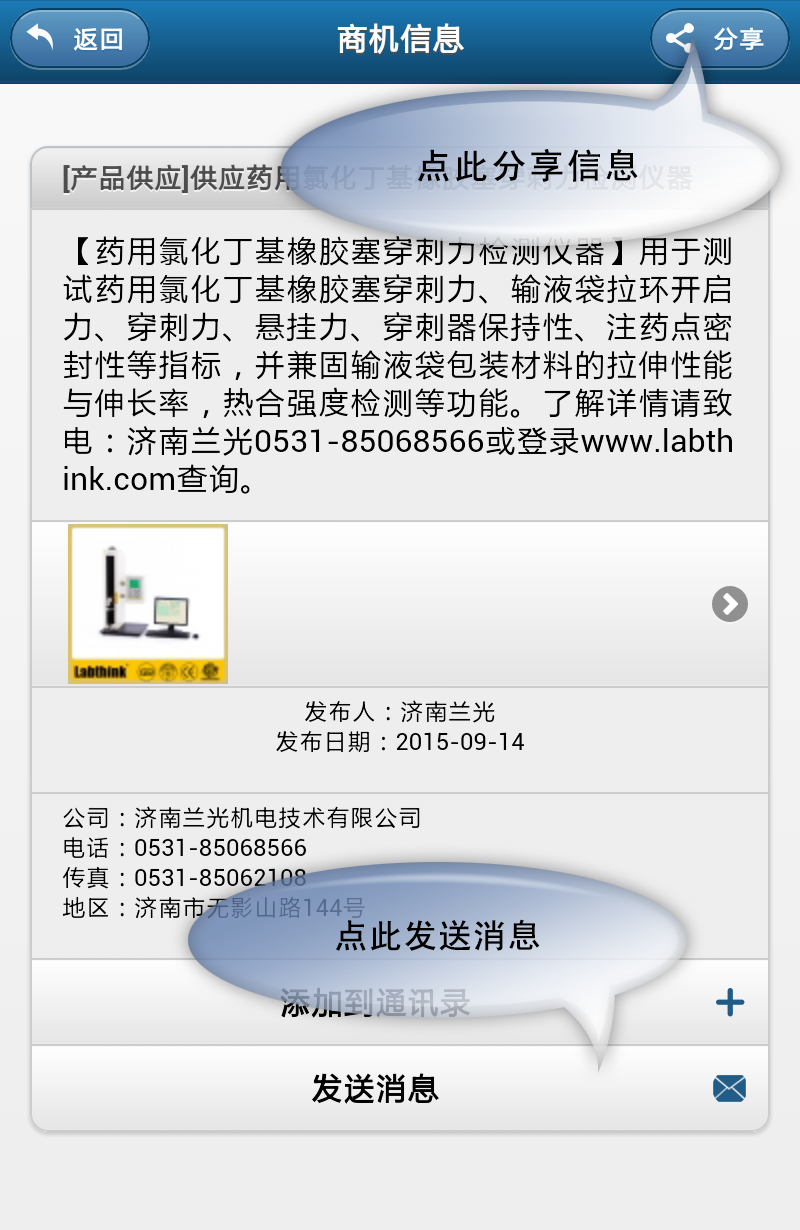 返回
商机信息
分享
点此分享信息
[产品供应]供应药用氯化丁基橡胶塞穿刺力检测仪器
【药用氯化丁基橡胶塞穿刺力检测仪器】用于测
试药用氯化丁基橡胶塞穿刺力、输液袋拉环开启
力、穿刺力、悬挂力、穿刺器保持性、注药点密
封性等指标，并兼固输液袋包装材料的拉伸性能
与伸长率，热合强度检测等功能。了解详情请致
电：济南兰光0531-85068566或登录www.labth
ink.com查询。
Labthink
发布人：济南兰光
发布日期：2015-09-14
公司：济南兰光机电技术有限公司
电话：0531-85068566
传真：0531-85062108
地区：济南市无影山路144号
点此发送消息
添加到通讯录
发送消息